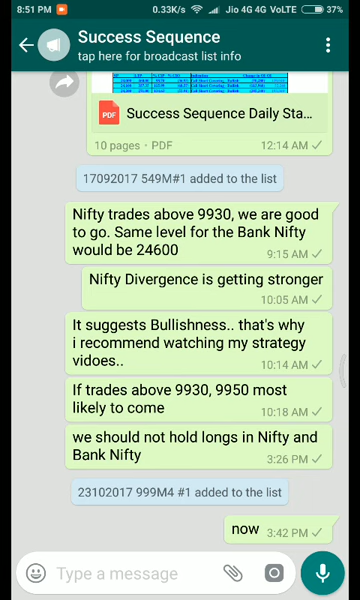 8:51 PM 0.33K/s Jio 4G 4G VoLTE 37%
Success Sequence
tap here for broadcast list info
PDF Success Sequence Daily Sta...
10 pages • PDF 12:14 AM
17092017 549M#1 added to the list
Nifty trades above 9930, we are good
to go. Same level for the Bank Nifty
would be 24600
9:15 AM
Nifty Divergence is getting stronger
10:05 AM
It suggests Bullishness.. that's why
i recommend watching my strategy
vidoes..
10:14 AM
If trades above 9930, 9950 most
likely to come
10:18 AM
we should not hold longs in Nifty and
Bank Nifty
3:26 PM
23102017 999M4 #1 added to the list
now 3:42 PM
Type a message